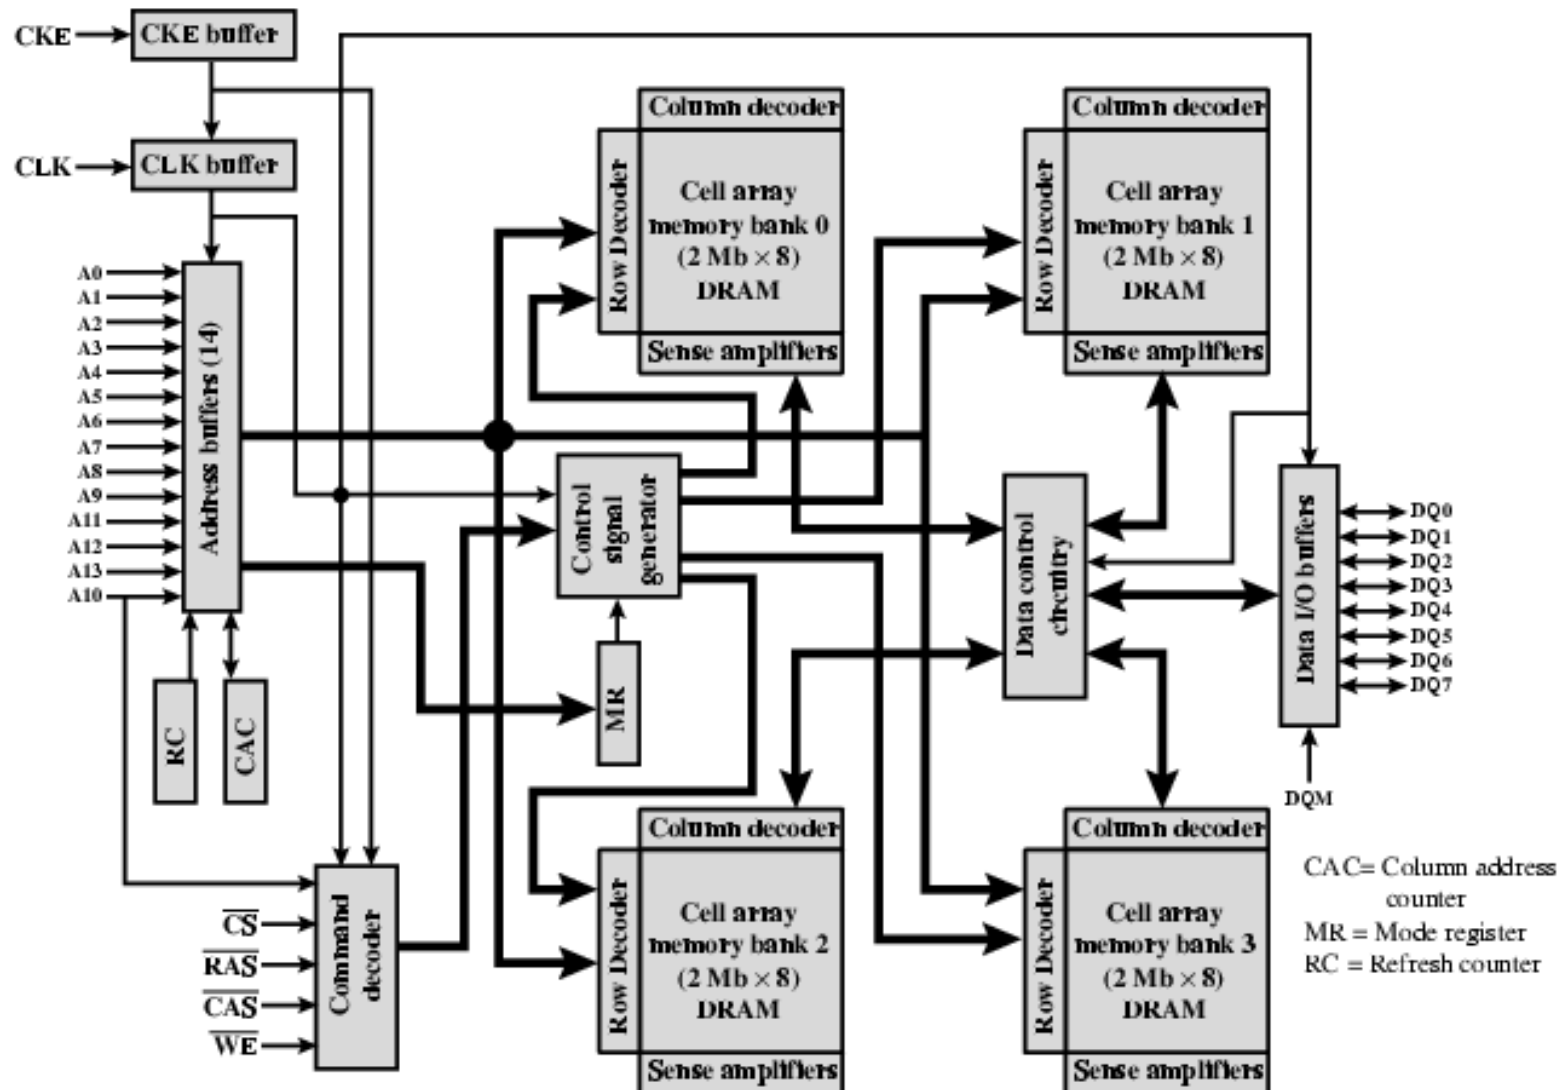 CKE
CKE buffer
CLK
CLK buffer
A0
A1
A2
A3
A4
A5
A6
A7
A8
A9
A11
A12
A13
A10
Address buffers (14)
RC
CAC
CS
RAS
CAS
WE
Command
decoder
Control
signal
generator
MR
Column decoder
Row Decoder
Cell array
memory bank 0
(2 Mb × 8)
DRAM
Sense amplifiers
Column decoder
Row Decoder
Cell array
memory bank 1
(2 Mb × 8)
DRAM
Sense amplifiers
Column decoder
Row Decoder
Cell array
memory bank 2
(2 Mb × 8)
DRAM
Sense amplifiers
Column decoder
Row Decoder
Cell array
memory bank 3
(2 Mb × 8)
DRAM
Sense amplifiers
Data control
circuitry
Data I/O buffers
DQ0
DQ1
DQ2
DQ3
DQ4
DQ5
DQ6
DQ7
DQM
CAC= Column address
counter
MR = Mode register
RC = Refresh counter